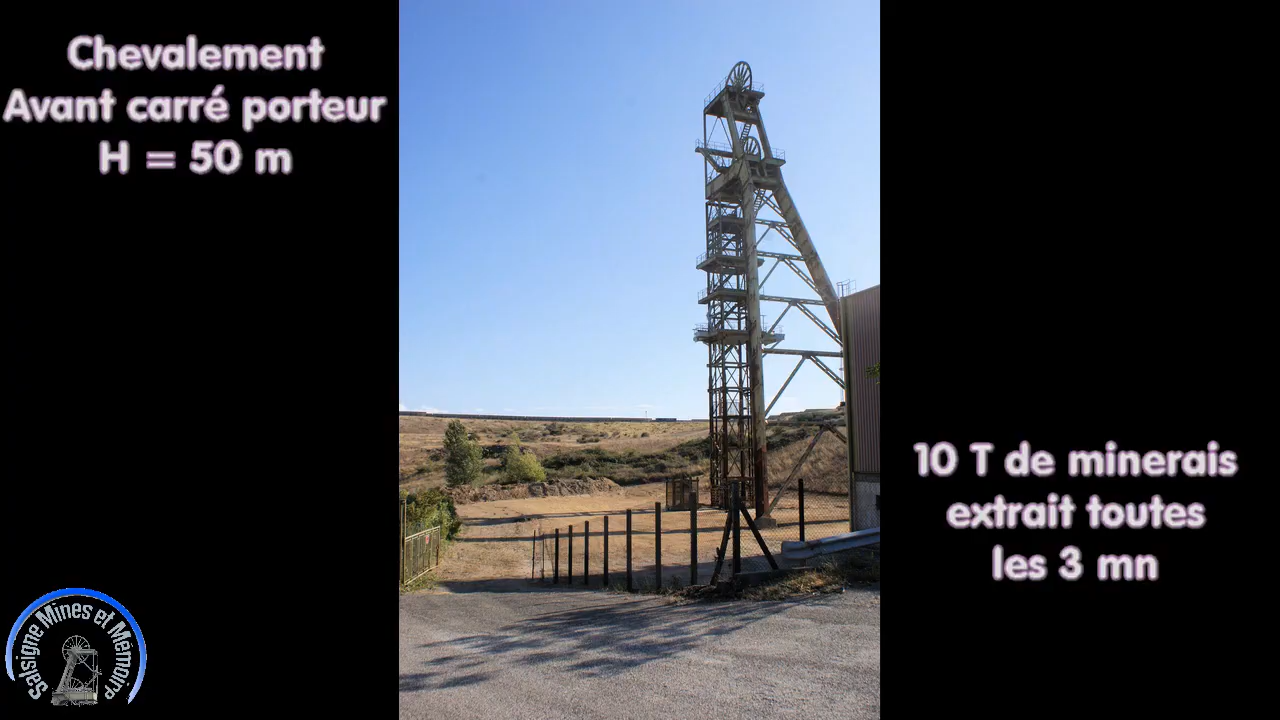 Chevalement
Avant carré porteur
H = 50 m
10 T de minerais
extrait toutes
les 3 mn
Salsigne Mines et Mémoire